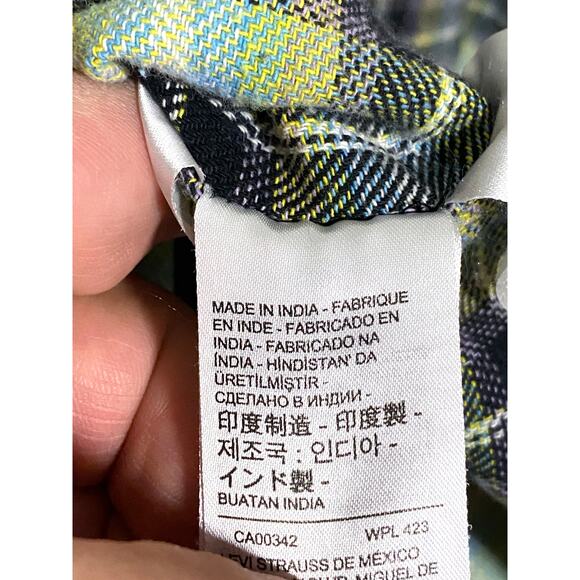 MADE IN INDIA - FABRIQUE
EN INDE - FABRICADO EN
INDIA - FABRICADO NA
ÍNDIA - HİNDİSTAN' DA
ÜRETİLMİŞTİR -
СДЕЛАНО В ИНДИИ -
印度制造 - 印度製 -
제조국 : 인디아 -
インド製 -
BUATAN INDIA
CA00342 WPL 423
LEVI STRAUSS DE MÉXICO
MIGUEL DE